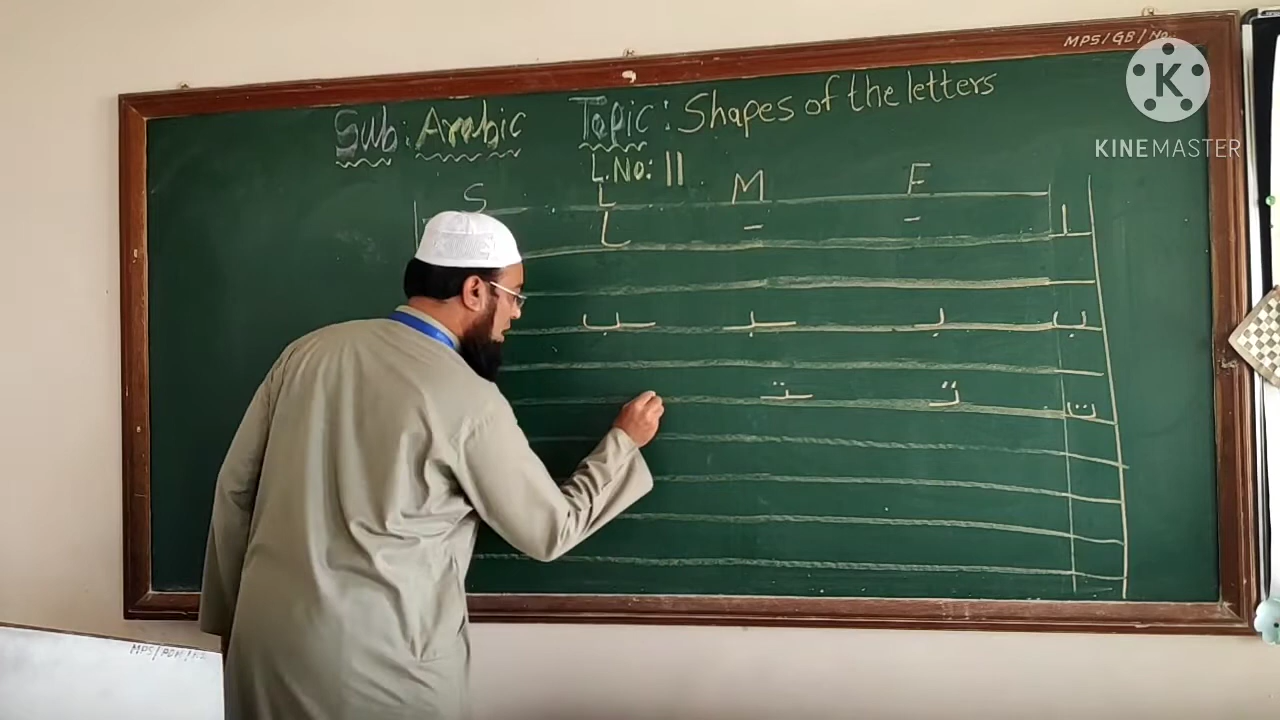 MPS/GB/No.
KINEMASTER
Sub: Arabic Topic: Shapes of the letters
L.No: 11
S L M F
ـا - - ا
ـب ـبـ بـ ب
ـتـ تـ ت